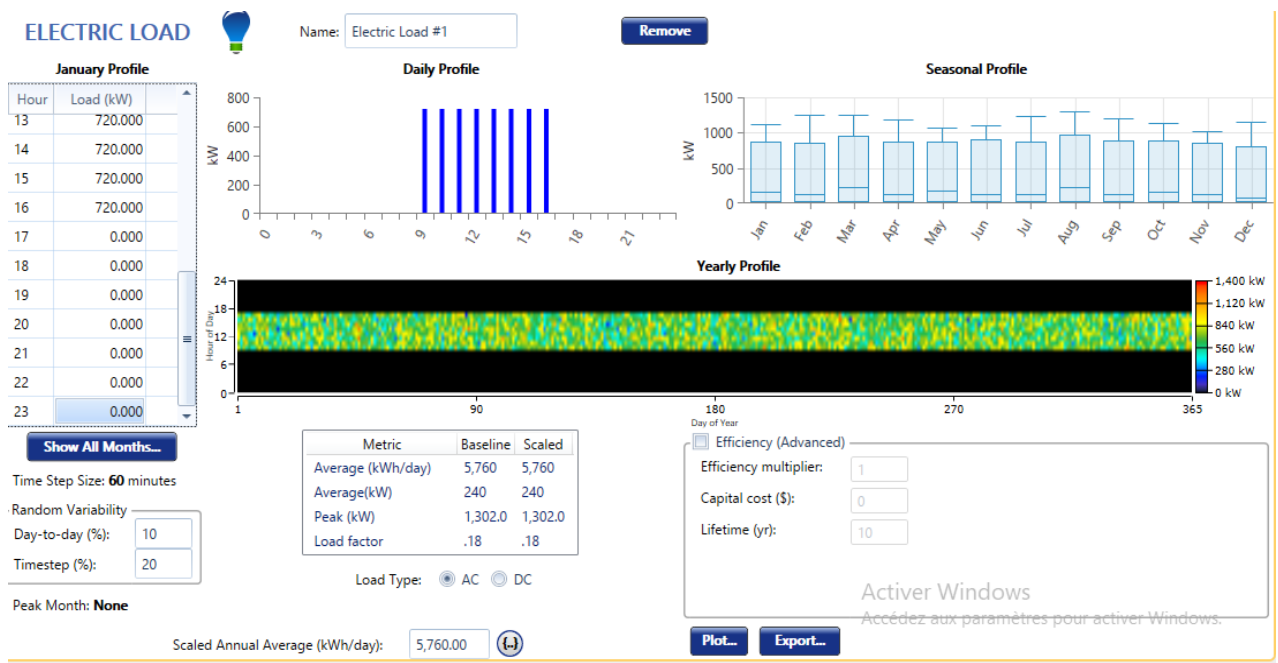 ELECTRIC LOAD
Name: Electric Load #1
Remove
January Profile
Hour Load (kW)
13 720.000
14 720.000
15 720.000
16 720.000
17 0.000
18 0.000
19 0.000
20 0.000
21 0.000
22 0.000
23 0.000
Show All Months...
Time Step Size: 60 minutes
Random Variability
Day-to-day (%): 10
Timestep (%): 20
Peak Month: None
Daily Profile
kW
800
600
400
200
0
0 3 6 9 12 15 18 21
Seasonal Profile
kW
1500
1000
500
0
Jan Feb Mar Apr May Jun Jul Aug Sep Oct Nov Dec
Yearly Profile
Hour of Day
24
18
12
6
0
1 90 180 270 365
Day of Year
1,400 kW
1,120 kW
840 kW
560 kW
280 kW
0 kW
Metric Baseline Scaled
Average (kWh/day) 5,760 5,760
Average(kW) 240 240
Peak (kW) 1,302.0 1,302.0
Load factor .18 .18
Load Type: AC DC
Scaled Annual Average (kWh/day): 5,760.00 {..}
Efficiency (Advanced)
Efficiency multiplier: 1
Capital cost ($): 0
Lifetime (yr): 10
Activer Windows
Accédez aux paramètres pour activer Windows.
Plot... Export...